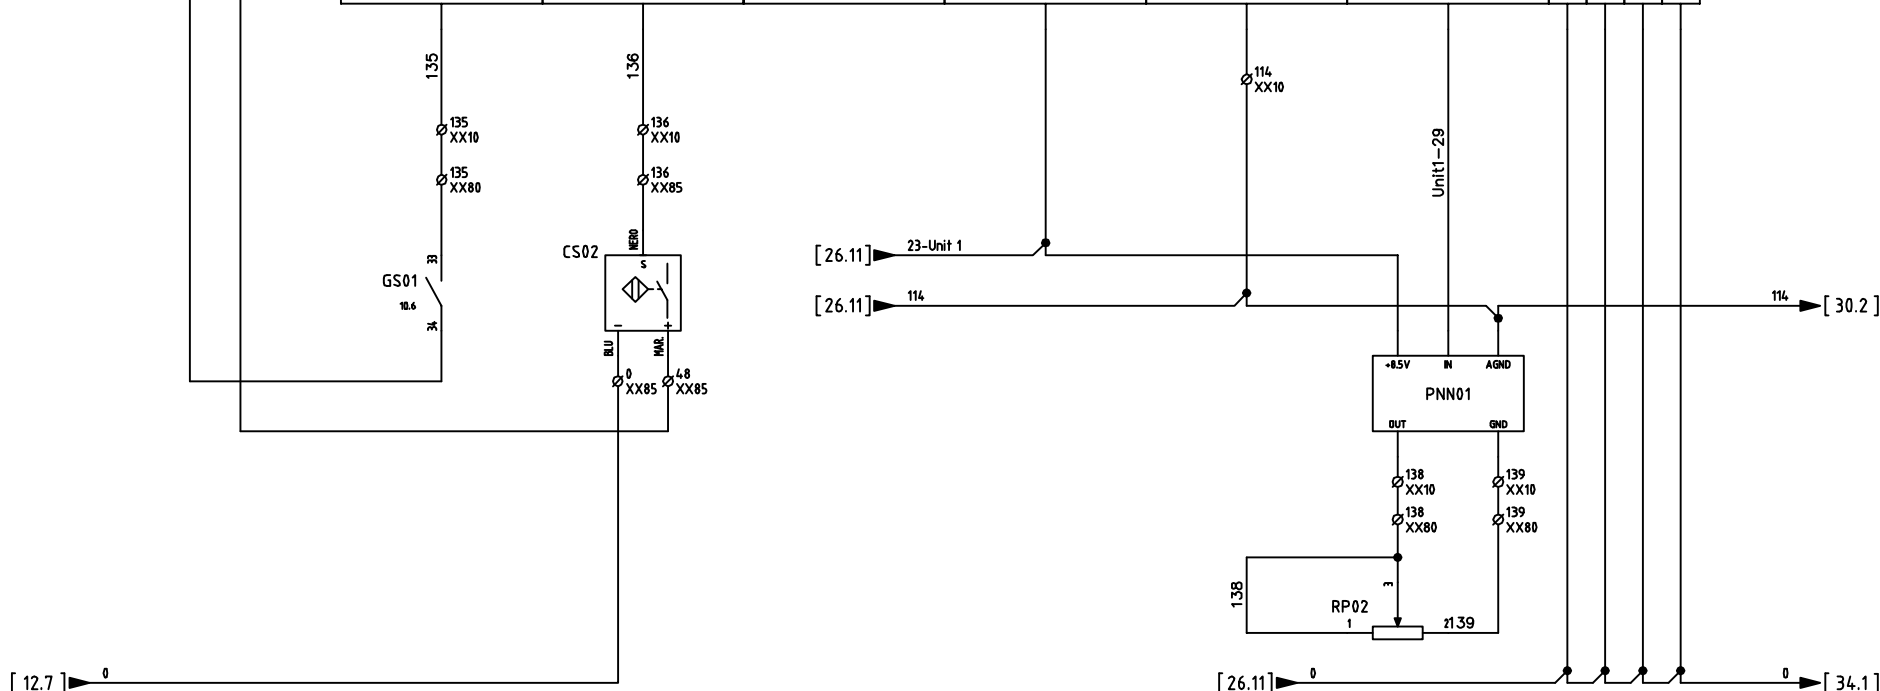 135
136
114
XX10
135
XX10
136
XX10
Unit1-29
135
XX80
136
XX85
NERO
CS02
S
[26.11]
23-Unit 1
33
GS01
10.6
34
[26.11]
114
114
[ 30.2 ]
-
+
BLU
MAR.
0
XX85
48
XX85
+8.5V
IN
AGND
PNN01
OUT
GND
138
XX10
139
XX10
138
XX80
139
XX80
138
3
RP02
1
2
139
[ 12.7 ]
0
[26.11]
0
0
[ 34.1 ]